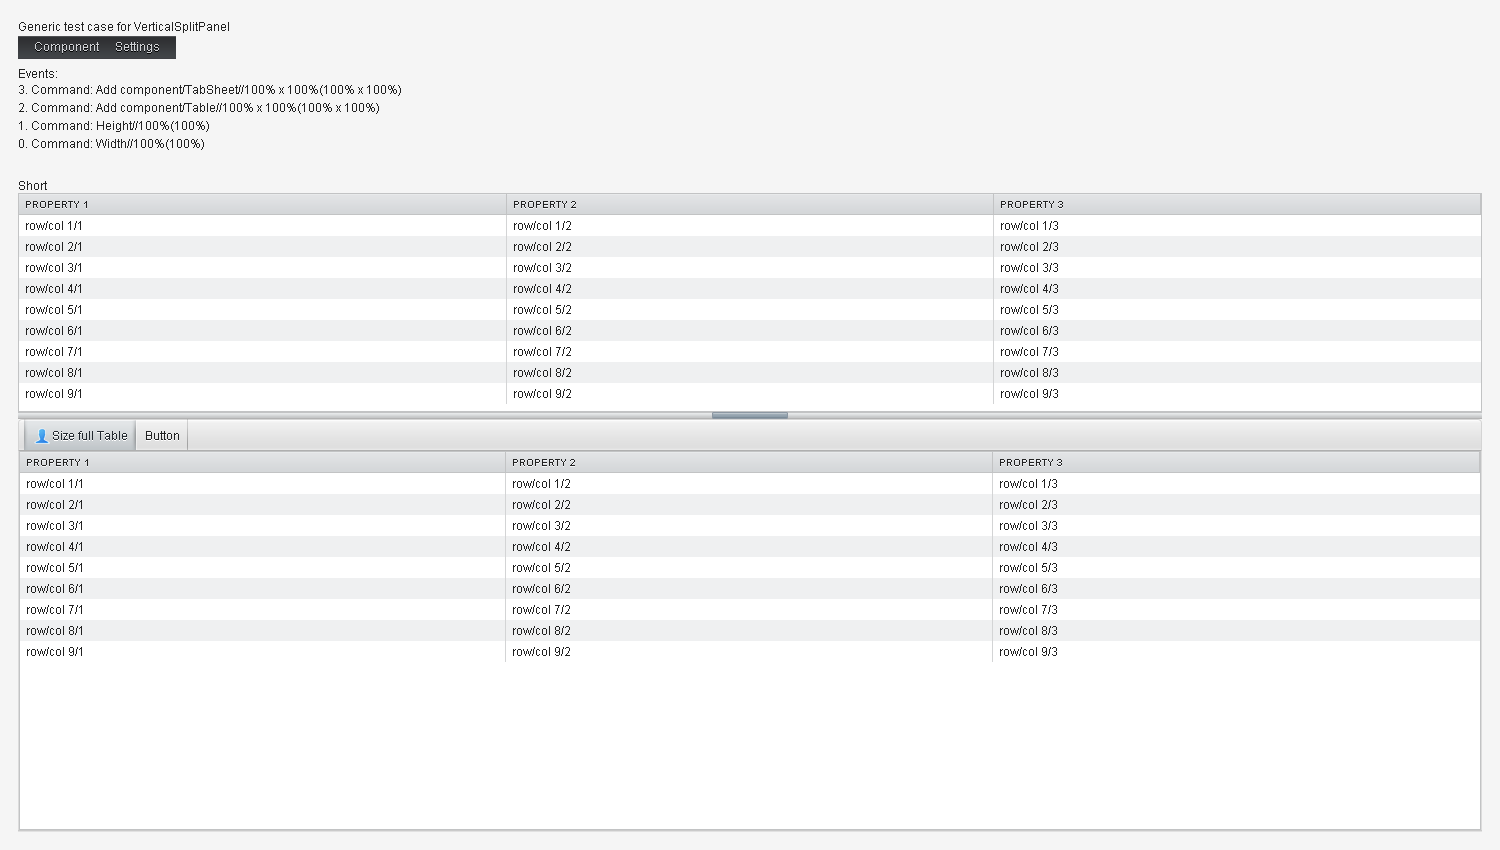 Generic test case for VerticalSplitPanel
Component Settings
Events:
3. Command: Add component/TabSheet//100% x 100%(100% x 100%)
2. Command: Add component/Table//100% x 100%(100% x 100%)
1. Command: Height//100%(100%)
0. Command: Width//100%(100%)
Short
PROPERTY 1 PROPERTY 2 PROPERTY 3
row/col 1/1 row/col 1/2 row/col 1/3
row/col 2/1 row/col 2/2 row/col 2/3
row/col 3/1 row/col 3/2 row/col 3/3
row/col 4/1 row/col 4/2 row/col 4/3
row/col 5/1 row/col 5/2 row/col 5/3
row/col 6/1 row/col 6/2 row/col 6/3
row/col 7/1 row/col 7/2 row/col 7/3
row/col 8/1 row/col 8/2 row/col 8/3
row/col 9/1 row/col 9/2 row/col 9/3
Size full Table Button
PROPERTY 1 PROPERTY 2 PROPERTY 3
row/col 1/1 row/col 1/2 row/col 1/3
row/col 2/1 row/col 2/2 row/col 2/3
row/col 3/1 row/col 3/2 row/col 3/3
row/col 4/1 row/col 4/2 row/col 4/3
row/col 5/1 row/col 5/2 row/col 5/3
row/col 6/1 row/col 6/2 row/col 6/3
row/col 7/1 row/col 7/2 row/col 7/3
row/col 8/1 row/col 8/2 row/col 8/3
row/col 9/1 row/col 9/2 row/col 9/3